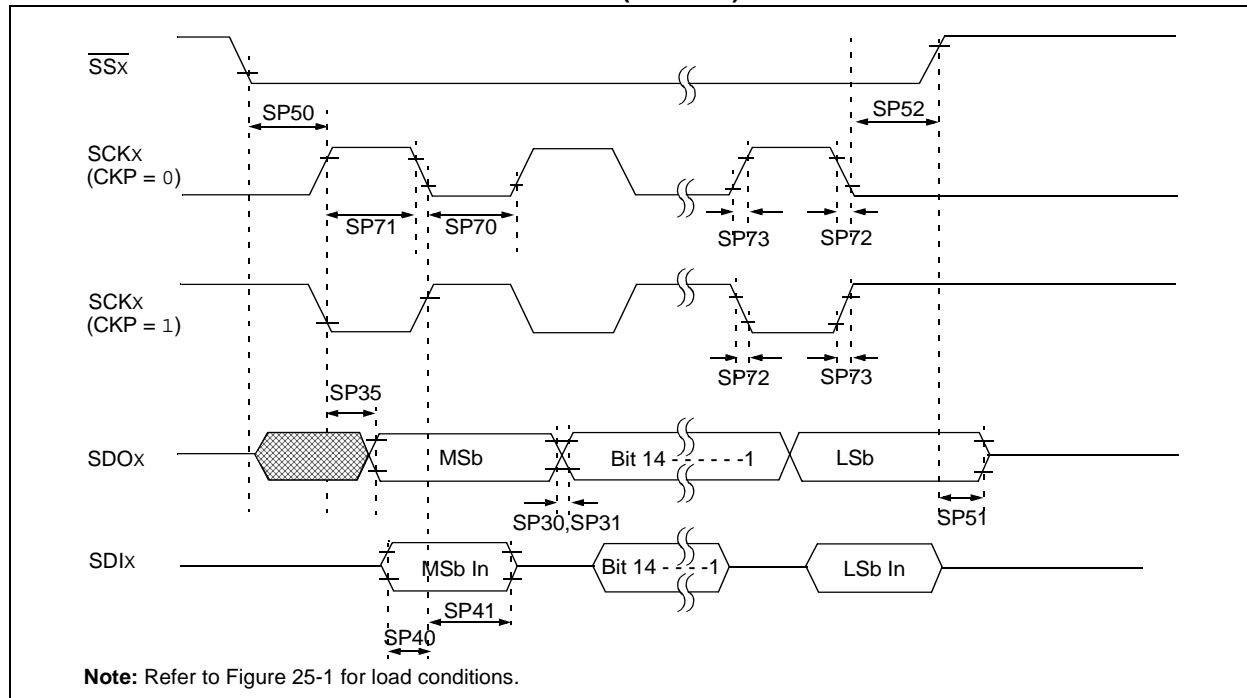 SSX
SP50
SP52
SCKX
(CKP = 0)
SP71
SP70
SP73
SP72
SCKX
(CKP = 1)
SP72
SP73
SP35
SDOX
MSb
Bit 14 - - - - - -1
LSb
SP30,SP31
SP51
SDIX
MSb In
Bit 14 - - - -1
LSb In
SP41
SP40
Note: Refer to Figure 25-1 for load conditions.